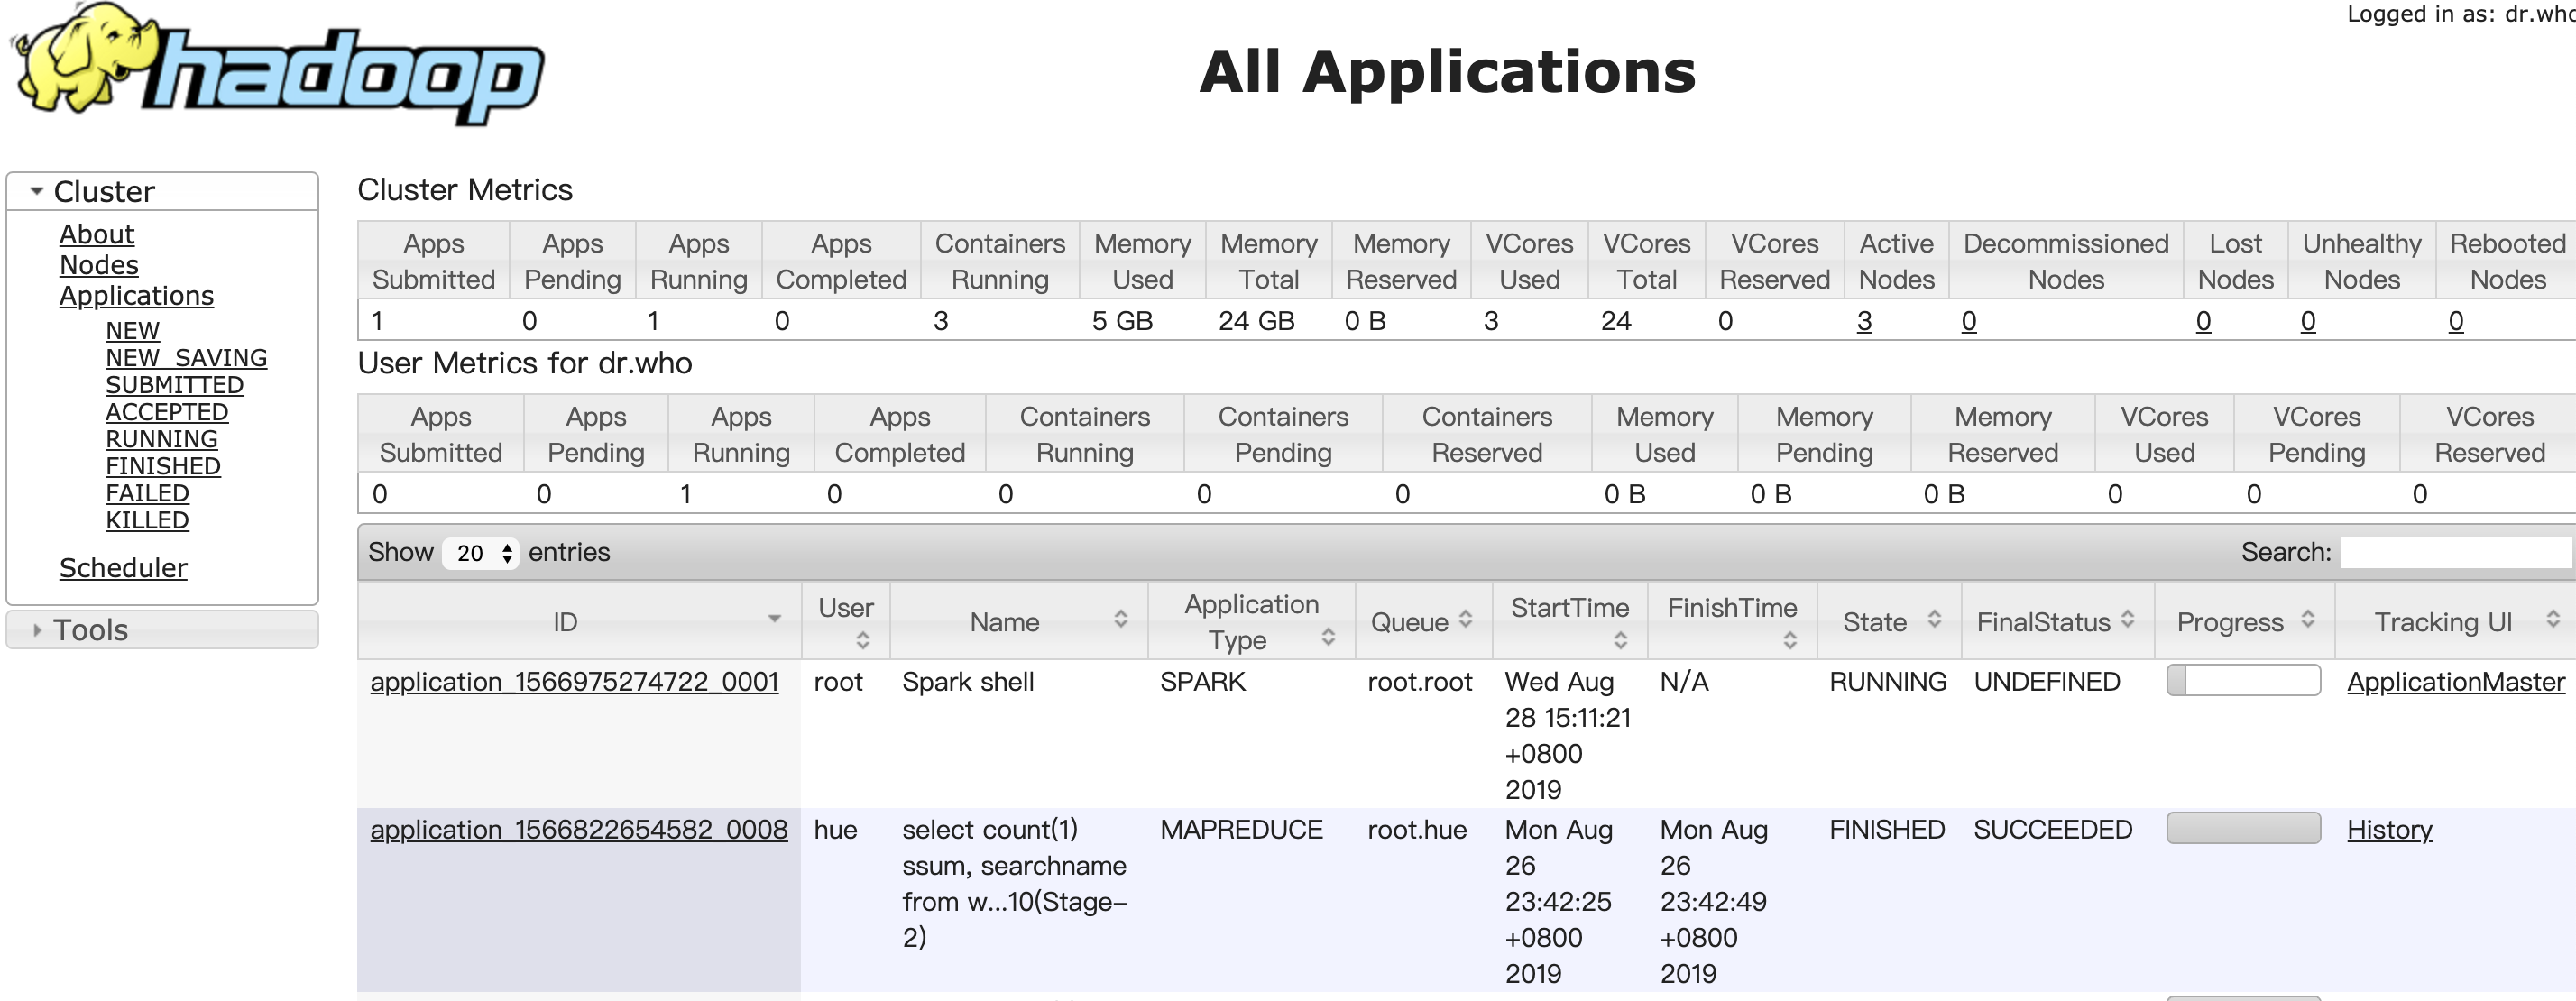 hadoop
Logged in as: dr.who
All Applications
Cluster
About
Nodes
Applications
NEW
NEW_SAVING
SUBMITTED
ACCEPTED
RUNNING
FINISHED
FAILED
KILLED
Scheduler
Tools
Cluster Metrics
Apps Submitted Apps Pending Apps Running Apps Completed Containers Running Memory Used Memory Total Memory Reserved VCores Used VCores Total VCores Reserved Active Nodes Decommissioned Nodes Lost Nodes Unhealthy Nodes Rebooted Nodes
1 0 1 0 3 5 GB 24 GB 0 B 3 24 0 3 0 0 0 0
User Metrics for dr.who
Apps Submitted Apps Pending Apps Running Apps Completed Containers Running Containers Pending Containers Reserved Memory Used Memory Pending Memory Reserved VCores Used VCores Pending VCores Reserved
0 0 1 0 0 0 0 0 B 0 B 0 B 0 0 0
Show 20 entries Search:
ID User Name Application Type Queue StartTime FinishTime State FinalStatus Progress Tracking UI
application_1566975274722_0001 root Spark shell SPARK root.root Wed Aug N/A RUNNING UNDEFINED ApplicationMaster
28 15:11:21
+0800
2019
application_1566822654582_0008 hue select count(1) MAPREDUCE root.hue Mon Aug Mon Aug FINISHED SUCCEEDED History
ssum, searchname 26 26
from w...10(Stage- 23:42:25 23:42:49
2) +0800 +0800
2019 2019